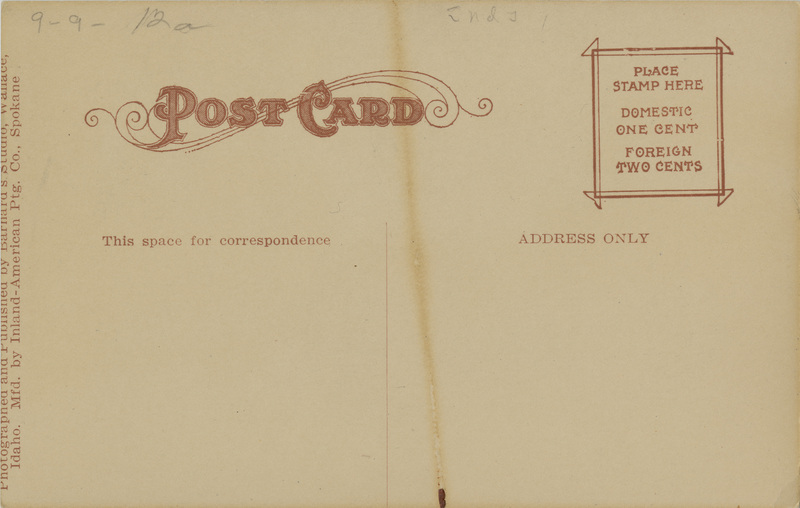 9-9- 12a
Inds,
POST CARD
PLACE
STAMP HERE
DOMESTIC
ONE CENT
FOREIGN
TWO CENTS
This space for correspondence
ADDRESS ONLY
Photographed and Published by Barnard's Studio, Wallace,
Idaho. Mfd. by Inland-American Ptg. Co., Spokane